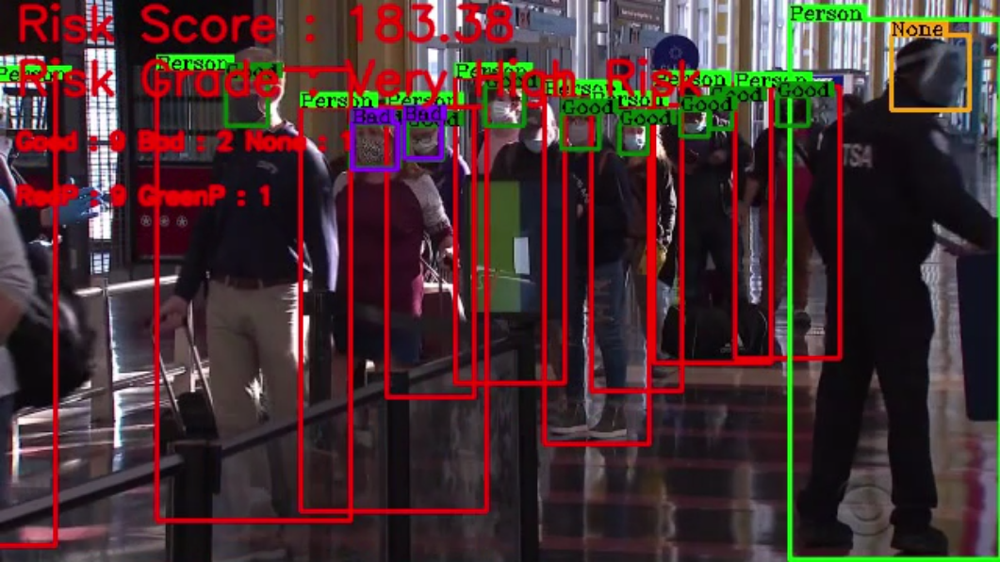 Risk Score : 183.38
Risk Grade : Very High Risk
Person
None
Person
Person
Good
Person
Good
Person
Person
Good
Person
Good
Person
Person
Bad
Bad
Good
Person
Good
Good
Good
Good : 9 Bad : 2 None : 1
RedP : 9 GreenP : 1
TSA